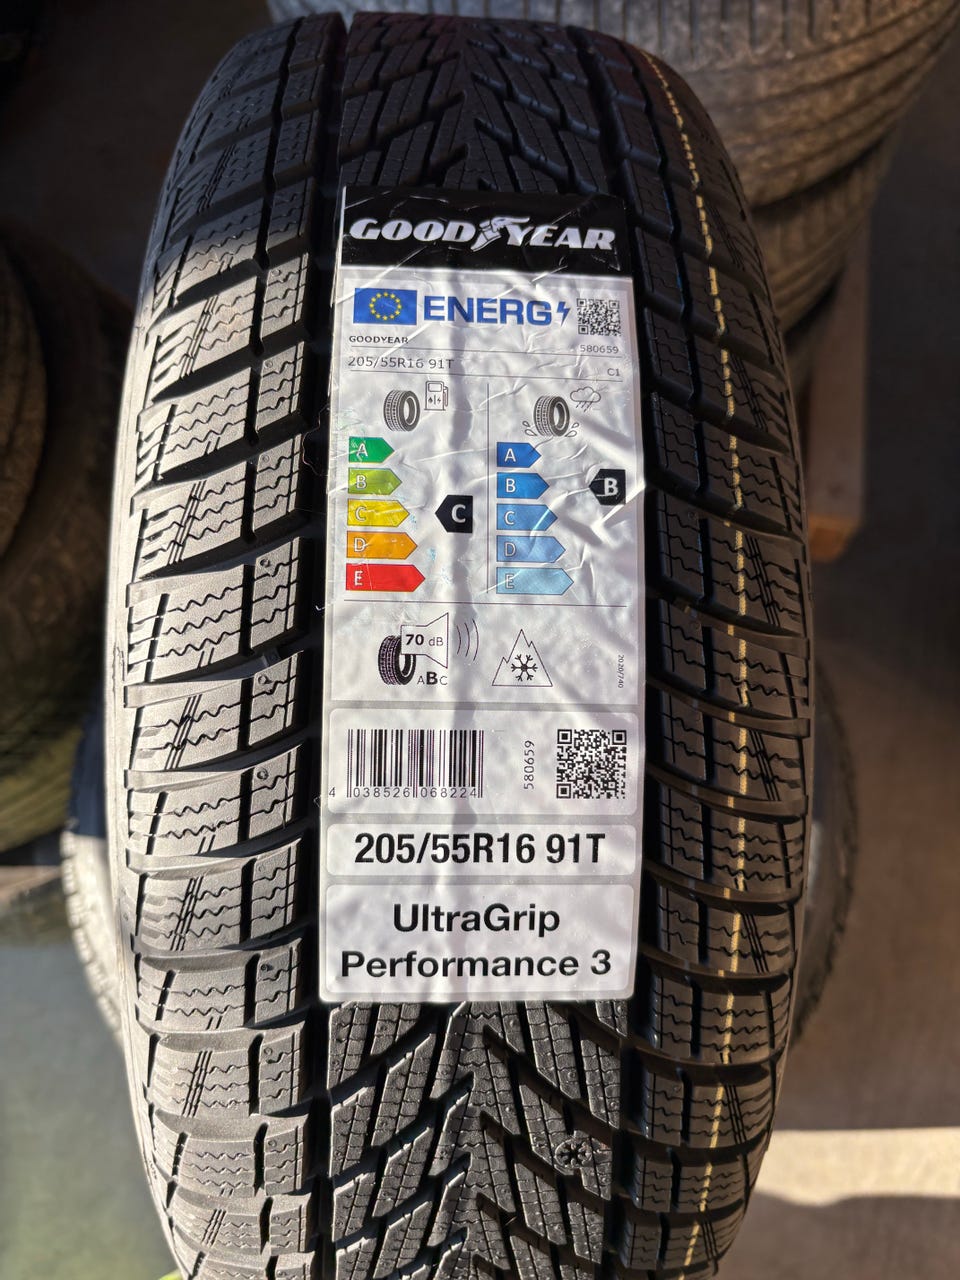 GOODYEAR
ENERG
GOODYEAR 580659
205/55R16 91T C1
A A
B B B
C C C
D D
E E
70 dB
ABC
2020/740
4 038526 068224
580659
205/55R16 91T
UltraGrip
Performance 3